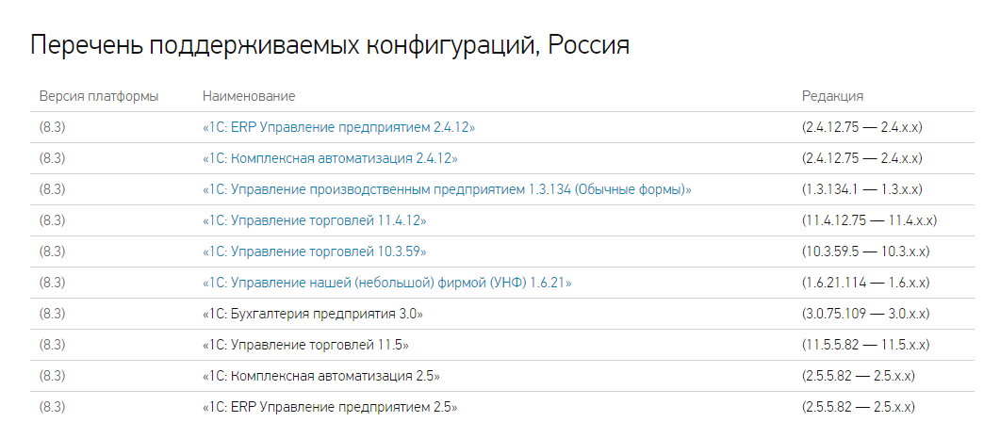 Перечень поддерживаемых конфигураций, Россия
Версия платформы Наименование Редакция
(8.3) «1С: ERP Управление предприятием 2.4.12» (2.4.12.75 — 2.4.x.x)
(8.3) «1С: Комплексная автоматизация 2.4.12» (2.4.12.75 — 2.4.x.x)
(8.3) «1С: Управление производственным предприятием 1.3.134 (Обычные формы)» (1.3.134.1 — 1.3.x.x)
(8.3) «1С: Управление торговлей 11.4.12» (11.4.12.75 — 11.4.x.x)
(8.3) «1С: Управление торговлей 10.3.59» (10.3.59.5 — 10.3.x.x)
(8.3) «1С: Управление нашей (небольшой) фирмой (УНФ) 1.6.21» (1.6.21.114 — 1.6.x.x)
(8.3) «1С: Бухгалтерия предприятия 3.0» (3.0.75.109 — 3.0.x.x)
(8.3) «1С: Управление торговлей 11.5» (11.5.5.82 — 11.5.x.x)
(8.3) «1С: Комплексная автоматизация 2.5» (2.5.5.82 — 2.5.x.x)
(8.3) «1С: ERP Управление предприятием 2.5» (2.5.5.82 — 2.5.x.x)